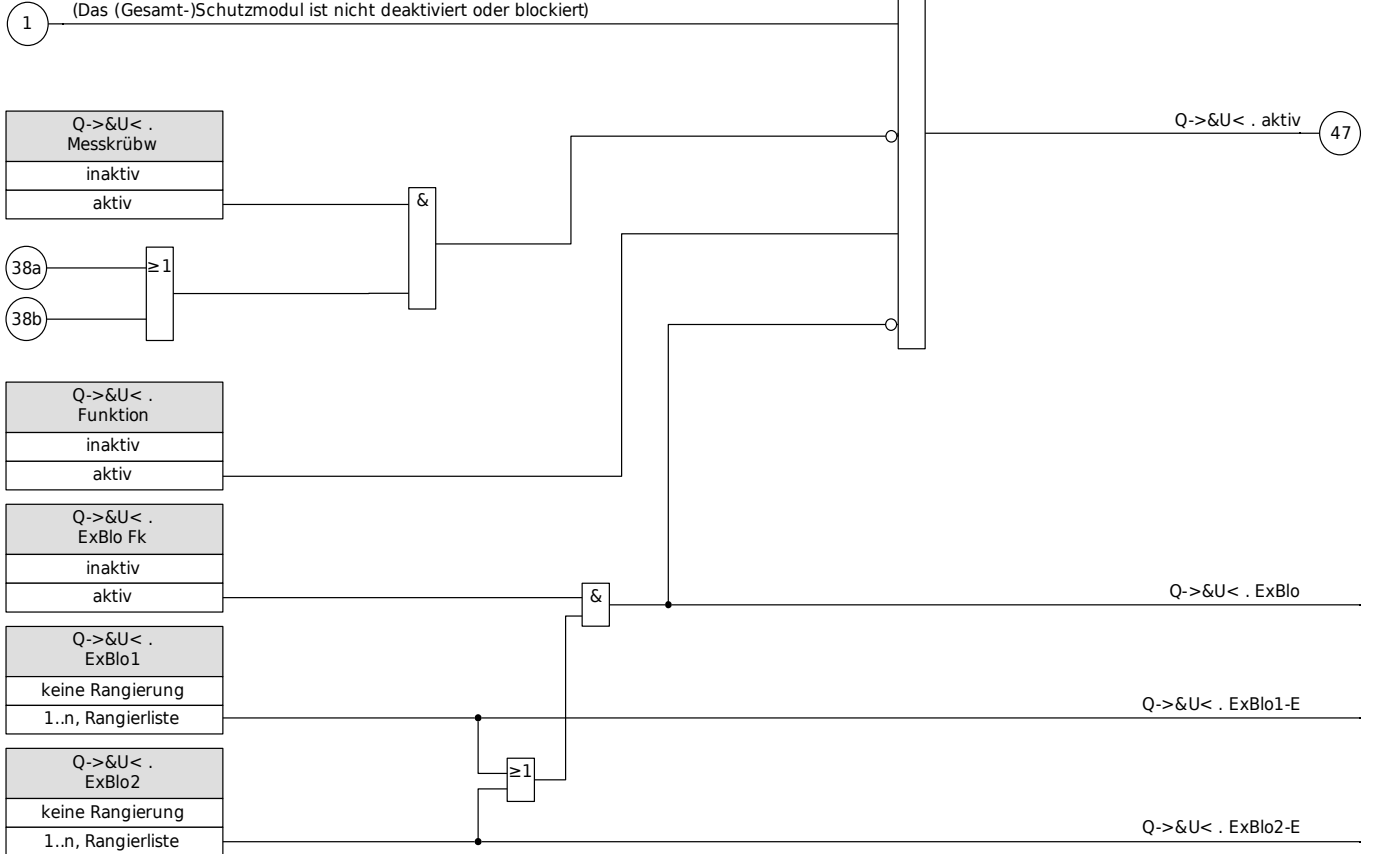 (Das (Gesamt-)Schutzmodul ist nicht deaktiviert oder blockiert)
1
Q->&U< .
Messkrübw
inaktiv
aktiv
&
Q->&U< . aktiv
47
38a
≥1
38b
Q->&U< .
Funktion
inaktiv
aktiv
Q->&U< .
ExBlo Fk
inaktiv
aktiv
&
Q->&U< . ExBlo
Q->&U< .
ExBlo1
keine Rangierung
1..n, Rangierliste
Q->&U< . ExBlo1-E
≥1
Q->&U< .
ExBlo2
keine Rangierung
1..n, Rangierliste
Q->&U< . ExBlo2-E